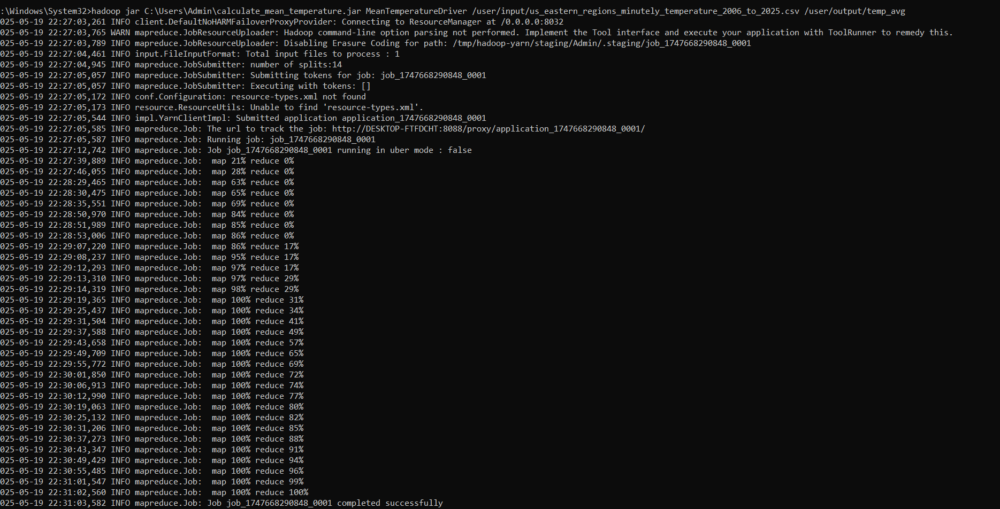 :\Windows\System32>hadoop jar C:\Users\Admin\calculate_mean_temperature.jar MeanTemperatureDriver /user/input/us_eastern_regions_minutely_temperature_2006_to_2025.csv /user/output/temp_avg
025-05-19 22:27:03,261 INFO client.DefaultNoHARMFailoverProxyProvider: Connecting to ResourceManager at /0.0.0.0:8032
025-05-19 22:27:03,765 WARN mapreduce.JobResourceUploader: Hadoop command-line option parsing not performed. Implement the Tool interface and execute your application with ToolRunner to remedy this.
025-05-19 22:27:03,789 INFO mapreduce.JobResourceUploader: Disabling Erasure Coding for path: /tmp/hadoop-yarn/staging/Admin/.staging/job_1747668290848_0001
025-05-19 22:27:04,461 INFO input.FileInputFormat: Total input files to process : 1
025-05-19 22:27:04,945 INFO mapreduce.JobSubmitter: number of splits:14
025-05-19 22:27:05,057 INFO mapreduce.JobSubmitter: Submitting tokens for job: job_1747668290848_0001
025-05-19 22:27:05,057 INFO mapreduce.JobSubmitter: Executing with tokens: []
025-05-19 22:27:05,172 INFO conf.Configuration: resource-types.xml not found
025-05-19 22:27:05,173 INFO resource.ResourceUtils: Unable to find 'resource-types.xml'.
025-05-19 22:27:05,544 INFO impl.YarnClientImpl: Submitted application application_1747668290848_0001
025-05-19 22:27:05,585 INFO mapreduce.Job: The url to track the job: http://DESKTOP-FTFDCHT:8088/proxy/application_1747668290848_0001/
025-05-19 22:27:05,587 INFO mapreduce.Job: Running job: job_1747668290848_0001
025-05-19 22:27:12,742 INFO mapreduce.Job: Job job_1747668290848_0001 running in uber mode : false
025-05-19 22:27:39,889 INFO mapreduce.Job:  map 21% reduce 0%
025-05-19 22:27:46,055 INFO mapreduce.Job:  map 28% reduce 0%
025-05-19 22:28:29,465 INFO mapreduce.Job:  map 63% reduce 0%
025-05-19 22:28:30,475 INFO mapreduce.Job:  map 65% reduce 0%
025-05-19 22:28:35,551 INFO mapreduce.Job:  map 69% reduce 0%
025-05-19 22:28:50,970 INFO mapreduce.Job:  map 84% reduce 0%
025-05-19 22:28:51,989 INFO mapreduce.Job:  map 85% reduce 0%
025-05-19 22:28:53,006 INFO mapreduce.Job:  map 86% reduce 0%
025-05-19 22:29:07,220 INFO mapreduce.Job:  map 86% reduce 17%
025-05-19 22:29:08,237 INFO mapreduce.Job:  map 95% reduce 17%
025-05-19 22:29:12,293 INFO mapreduce.Job:  map 97% reduce 17%
025-05-19 22:29:13,310 INFO mapreduce.Job:  map 97% reduce 29%
025-05-19 22:29:14,319 INFO mapreduce.Job:  map 98% reduce 29%
025-05-19 22:29:19,365 INFO mapreduce.Job:  map 100% reduce 31%
025-05-19 22:29:25,437 INFO mapreduce.Job:  map 100% reduce 34%
025-05-19 22:29:31,504 INFO mapreduce.Job:  map 100% reduce 41%
025-05-19 22:29:37,588 INFO mapreduce.Job:  map 100% reduce 49%
025-05-19 22:29:43,658 INFO mapreduce.Job:  map 100% reduce 57%
025-05-19 22:29:49,709 INFO mapreduce.Job:  map 100% reduce 65%
025-05-19 22:29:55,772 INFO mapreduce.Job:  map 100% reduce 69%
025-05-19 22:30:01,850 INFO mapreduce.Job:  map 100% reduce 72%
025-05-19 22:30:06,913 INFO mapreduce.Job:  map 100% reduce 74%
025-05-19 22:30:12,990 INFO mapreduce.Job:  map 100% reduce 77%
025-05-19 22:30:19,063 INFO mapreduce.Job:  map 100% reduce 80%
025-05-19 22:30:25,132 INFO mapreduce.Job:  map 100% reduce 82%
025-05-19 22:30:31,206 INFO mapreduce.Job:  map 100% reduce 85%
025-05-19 22:30:37,273 INFO mapreduce.Job:  map 100% reduce 88%
025-05-19 22:30:43,347 INFO mapreduce.Job:  map 100% reduce 91%
025-05-19 22:30:49,429 INFO mapreduce.Job:  map 100% reduce 94%
025-05-19 22:30:55,485 INFO mapreduce.Job:  map 100% reduce 96%
025-05-19 22:31:01,547 INFO mapreduce.Job:  map 100% reduce 99%
025-05-19 22:31:02,560 INFO mapreduce.Job:  map 100% reduce 100%
025-05-19 22:31:03,582 INFO mapreduce.Job: Job job_1747668290848_0001 completed successfully